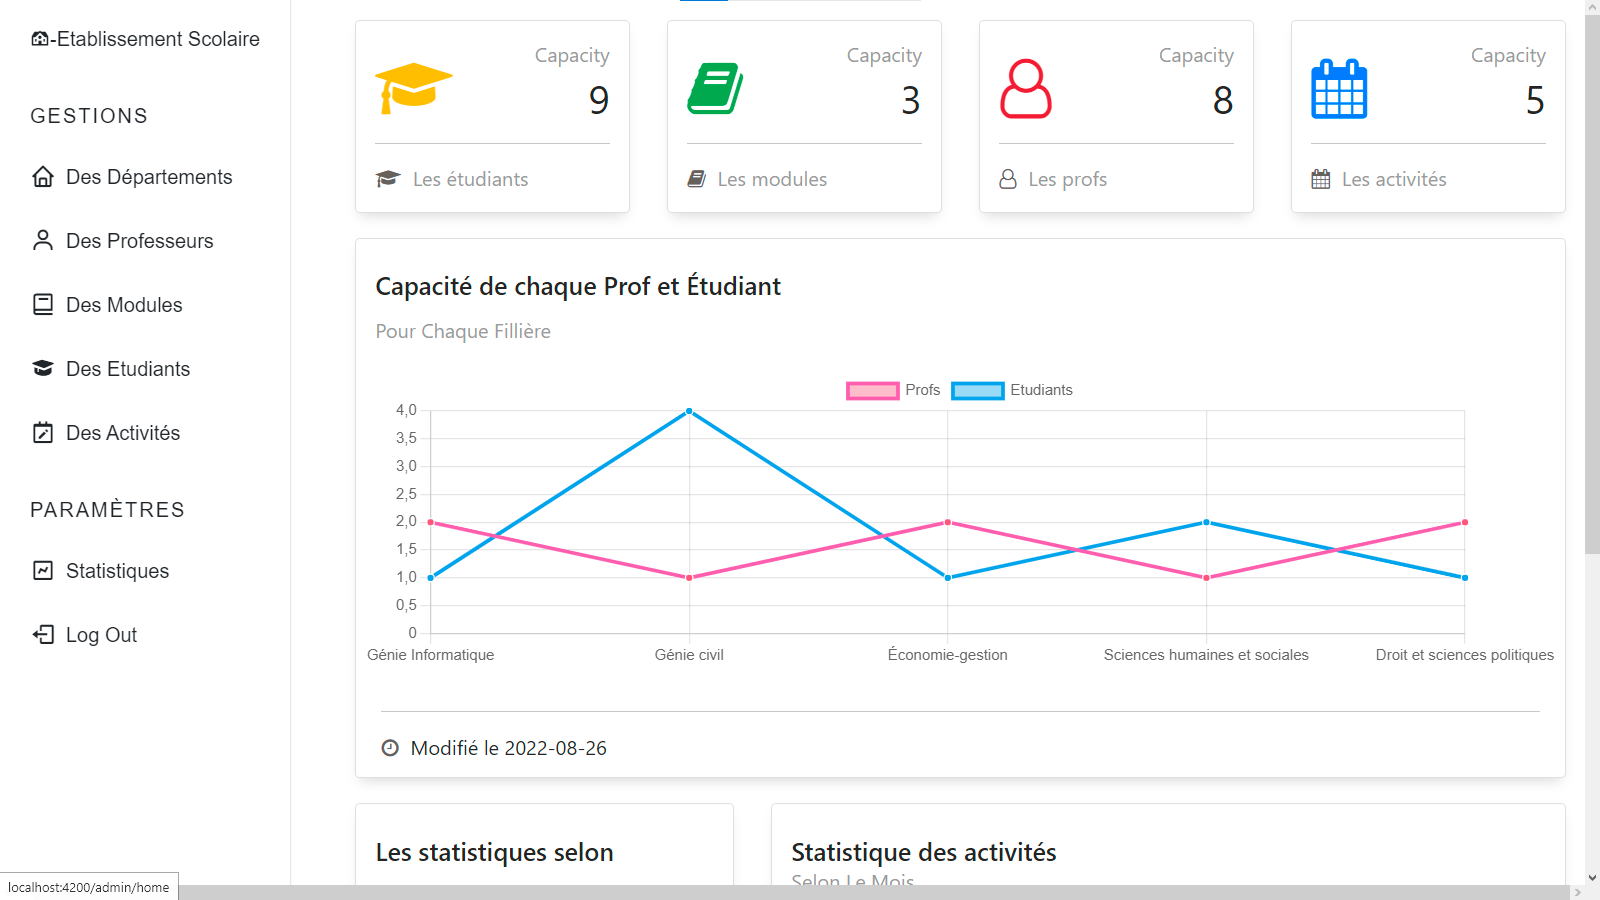 -Etablissement Scolaire
GESTIONS
Des Départements
Des Professeurs
Des Modules
Des Etudiants
Des Activités
PARAMÈTRES
Statistiques
Log Out
Capacity
9
Les étudiants
Capacity
3
Les modules
Capacity
8
Les profs
Capacity
5
Les activités
Capacité de chaque Prof et Étudiant
Pour Chaque Fillière
Profs Etudiants
4,0
3,5
3,0
2,5
2,0
1,5
1,0
0,5
0
Génie Informatique Génie civil Économie-gestion Sciences humaines et sociales Droit et sciences politiques
Modifié le 2022-08-26
Les statistiques selon
Statistique des activités
Selon Le Mois
localhost:4200/admin/home